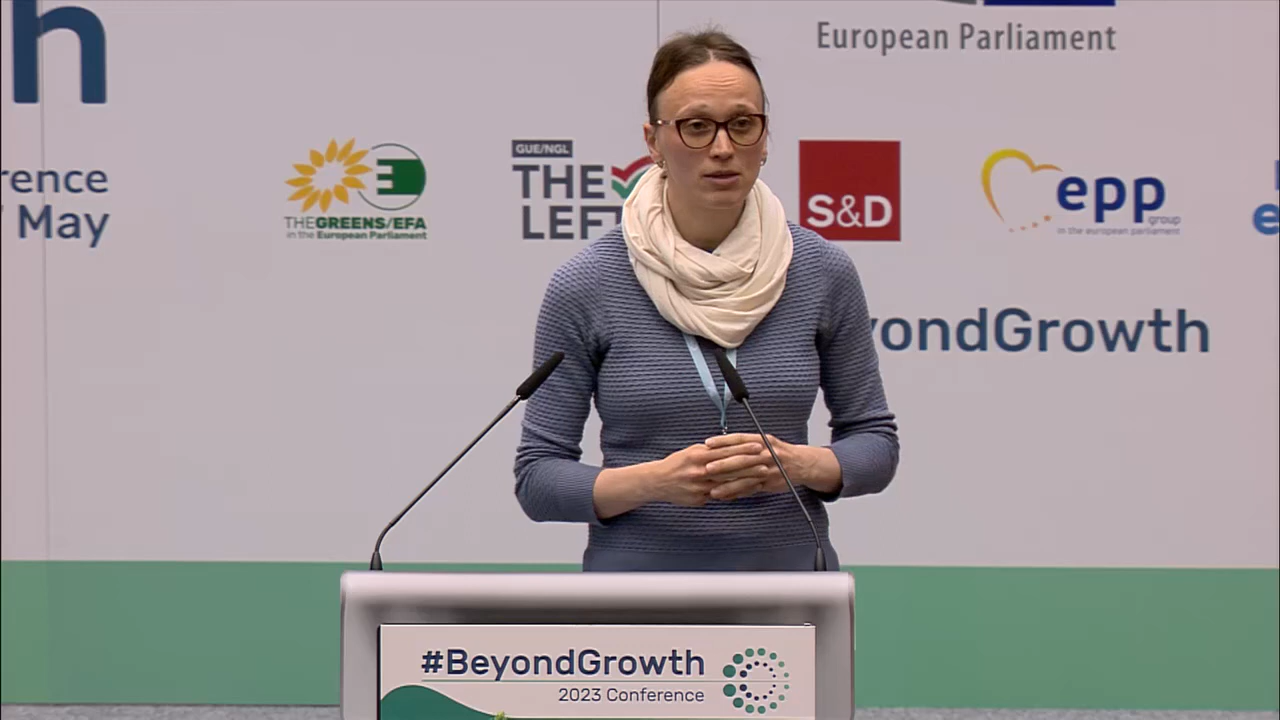 h
European Parliament
rence
May
THE GREENS/EFA
in the European Parliament
GUE/NGL
THE
LEFT
S&D
epp
group
in the european parliament
yondGrowth
#BeyondGrowth
2023 Conference